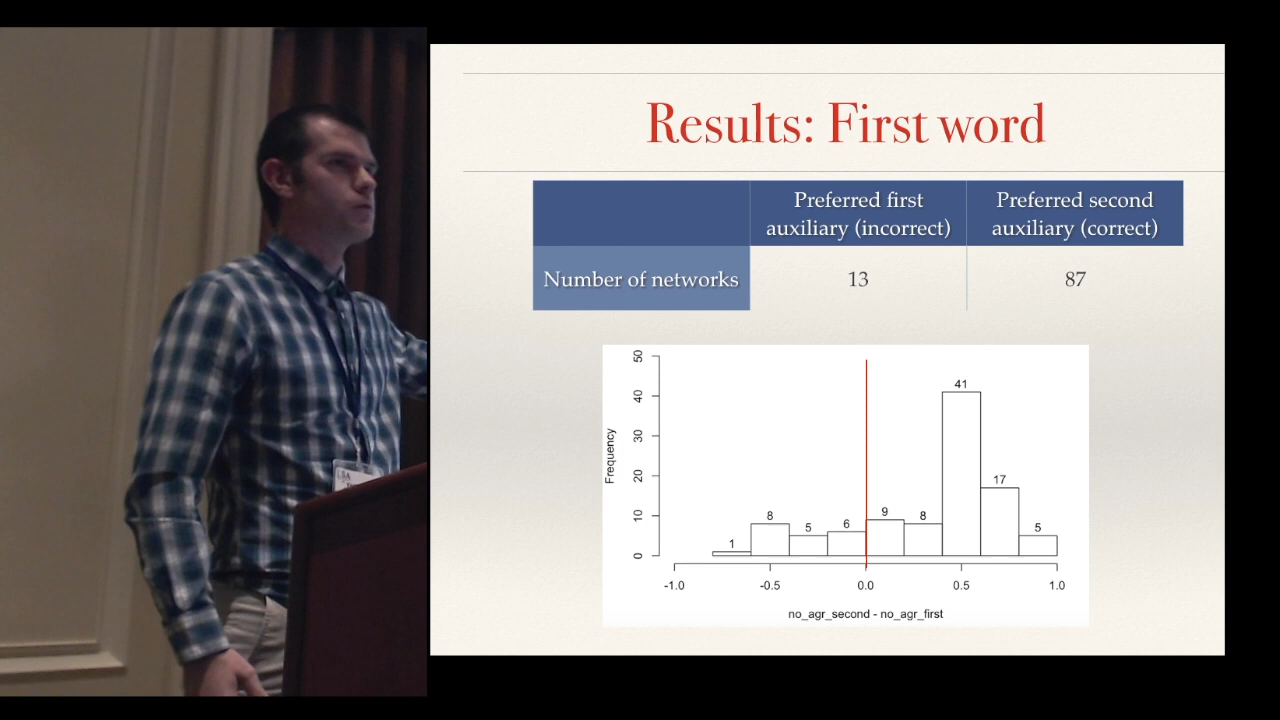 Results: First word
Preferred first
auxiliary (incorrect)
Preferred second
auxiliary (correct)
Number of networks
13
87
50
40
30
20
10
0
Frequency
1
8
5
6
9
8
41
17
5
-1.0
-0.5
0.0
0.5
1.0
no_agr_second - no_agr_first